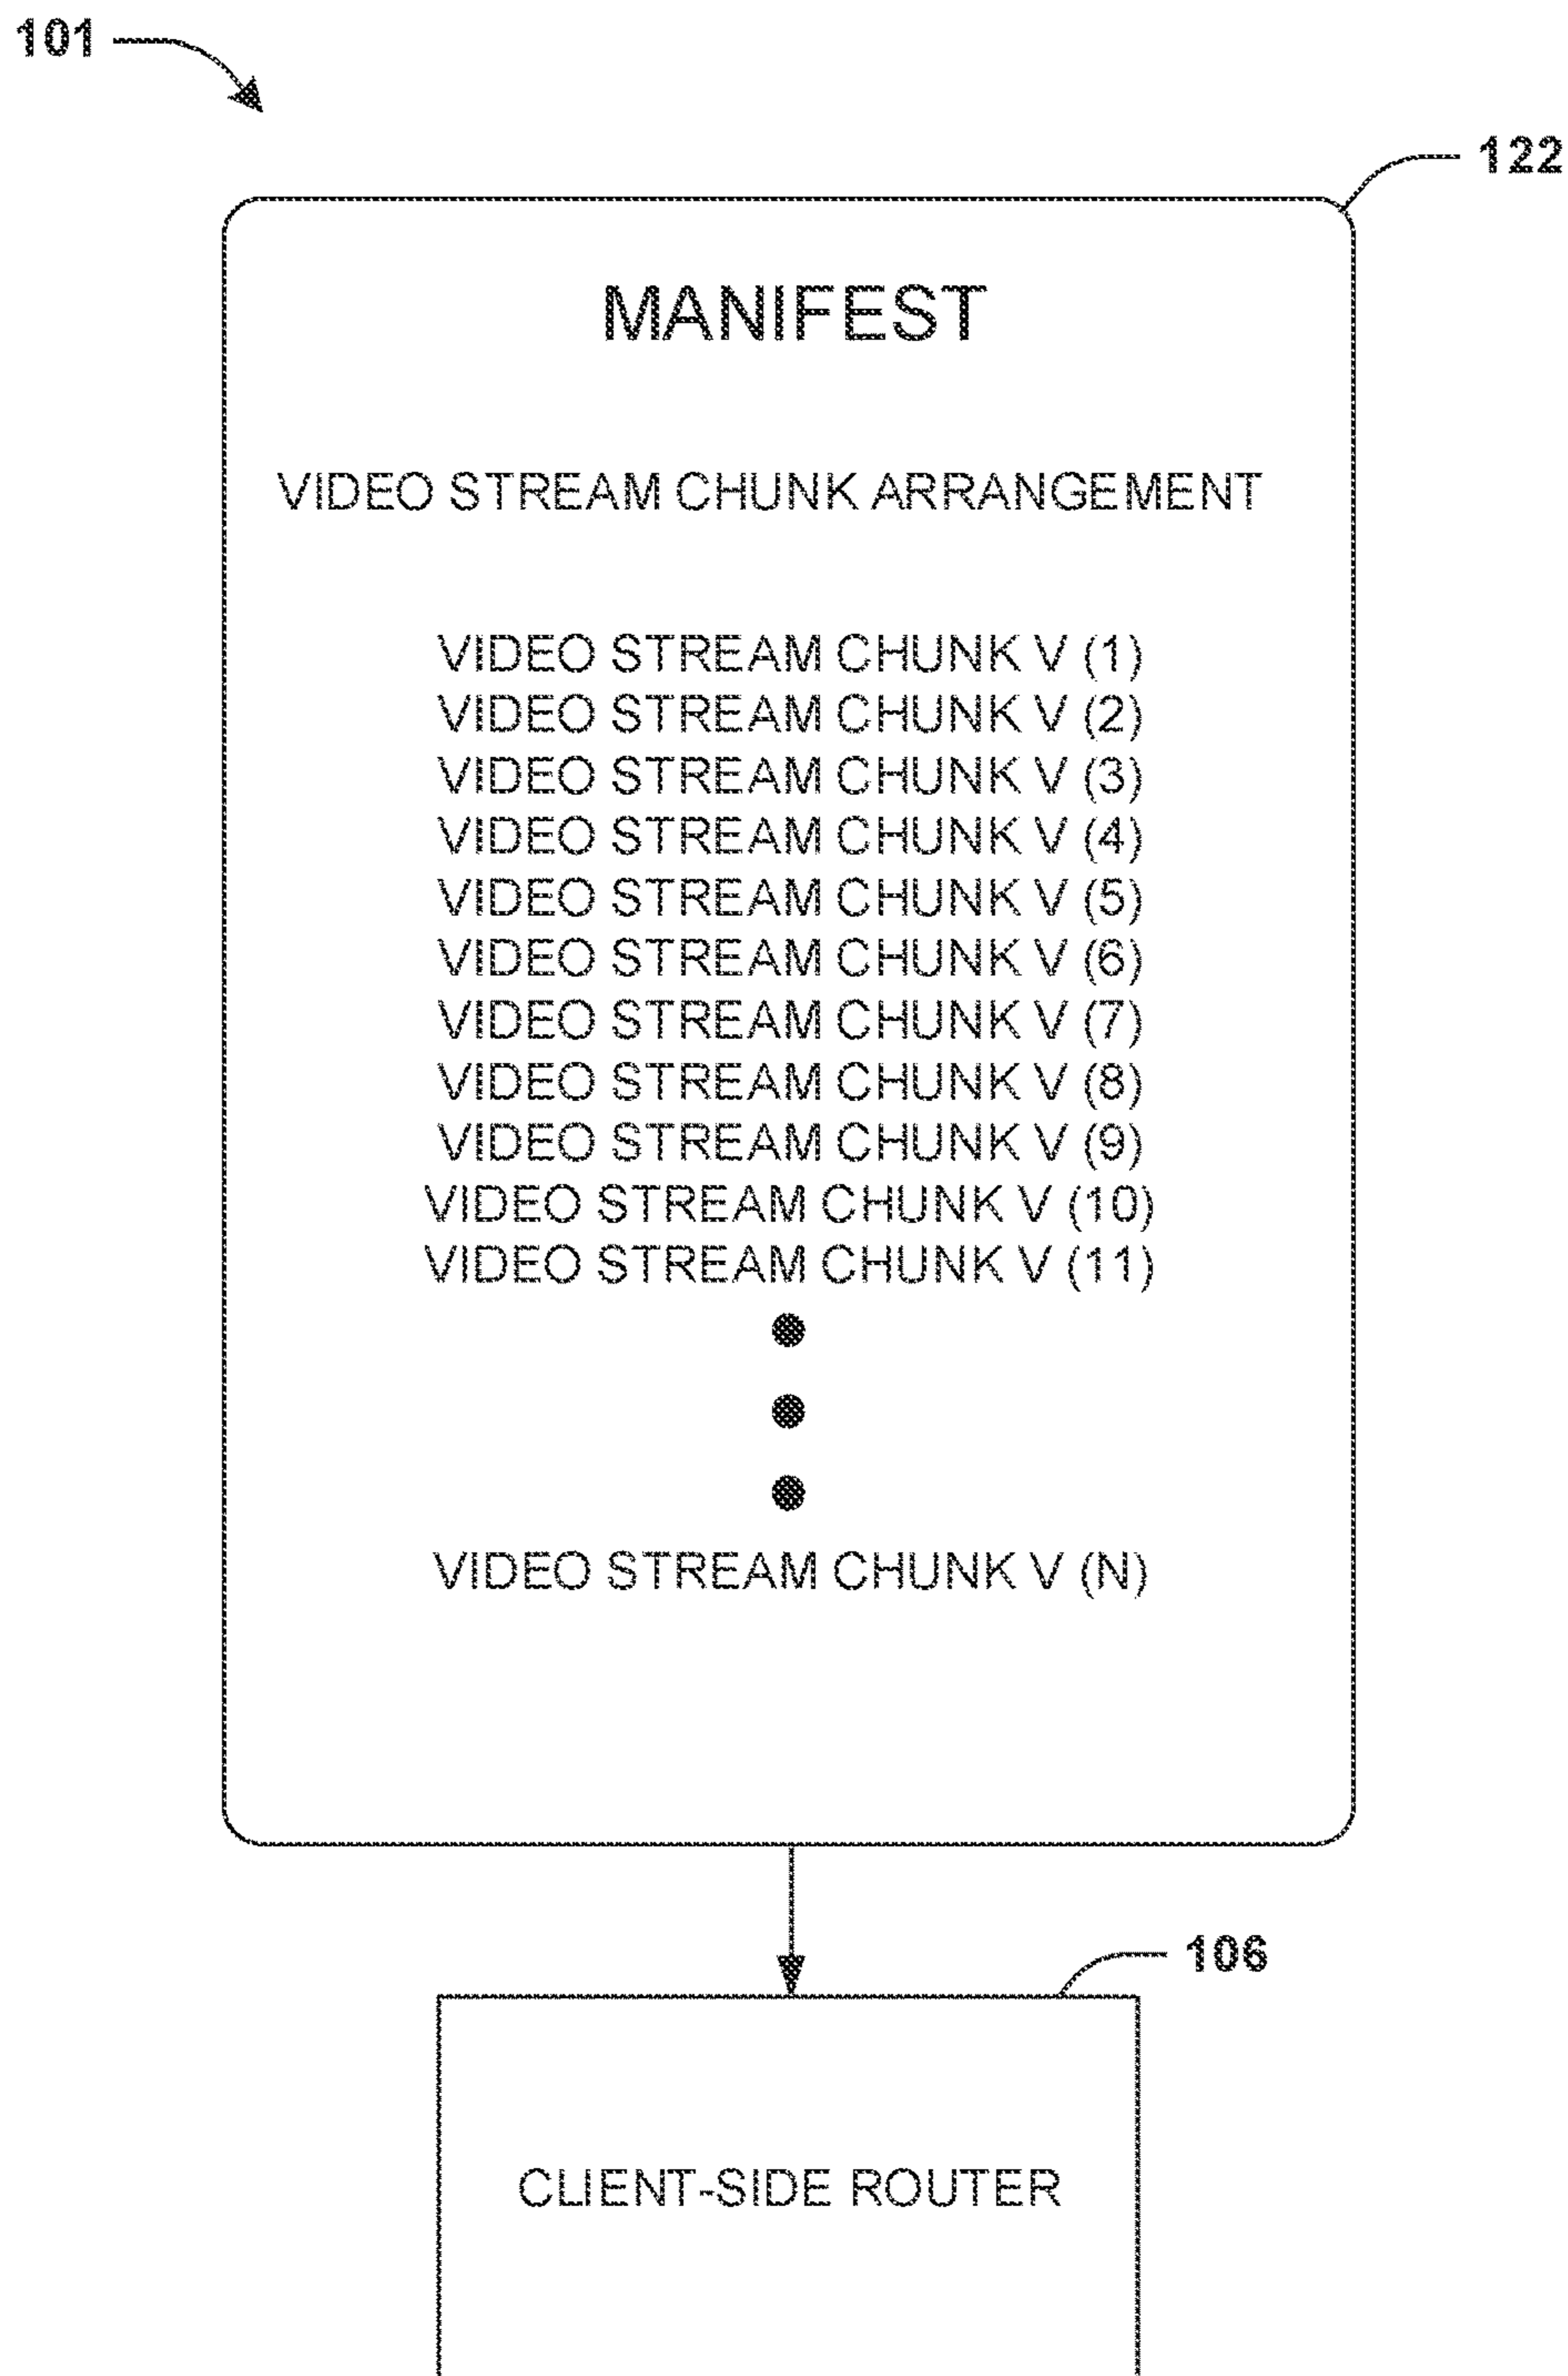 101
122
MANIFEST
VIDEO STREAM CHUNK ARRANGEMENT
VIDEO STREAM CHUNK V (1)
VIDEO STREAM CHUNK V (2)
VIDEO STREAM CHUNK V (3)
VIDEO STREAM CHUNK V (4)
VIDEO STREAM CHUNK V (5)
VIDEO STREAM CHUNK V (6)
VIDEO STREAM CHUNK V (7)
VIDEO STREAM CHUNK V (8)
VIDEO STREAM CHUNK V (9)
VIDEO STREAM CHUNK V (10)
VIDEO STREAM CHUNK V (11)
VIDEO STREAM CHUNK V (N)
106
CLIENT-SIDE ROUTER